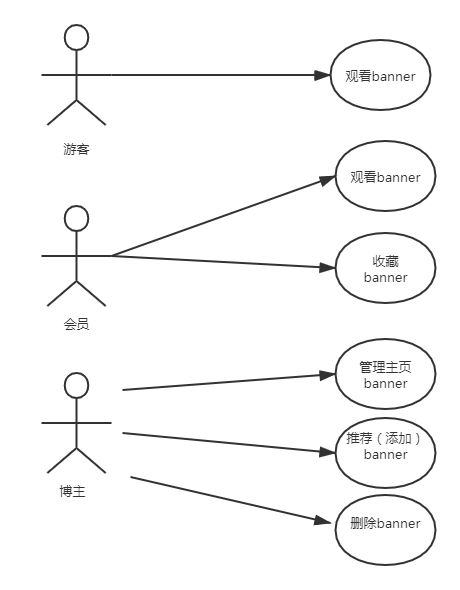 观看banner
游客
观看banner
收藏
banner
会员
管理主页
banner
推荐（添加）
banner
博主
删除banner